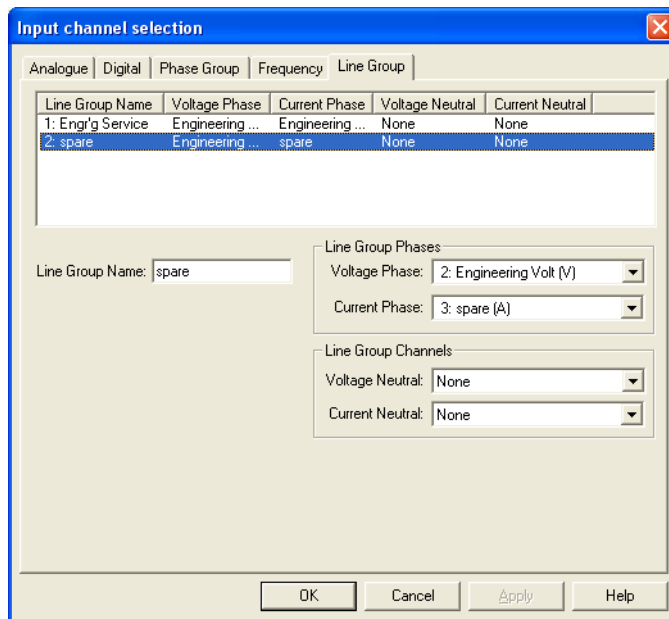 Input channel selection
Analogue Digital Phase Group Frequency Line Group
Line Group Name Voltage Phase Current Phase Voltage Neutral Current Neutral
1: Engr'g Service Engineering ... Engineering ... None None
2: spare Engineering ... spare None None
Line Group Name: spare
Line Group Phases
Voltage Phase: 2: Engineering Volt (V)
Current Phase: 3: spare (A)
Line Group Channels
Voltage Neutral: None
Current Neutral: None
OK Cancel Apply Help